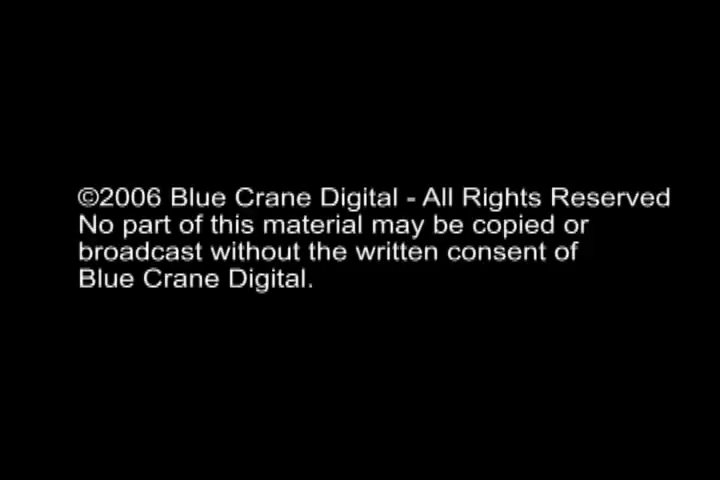 ©2006 Blue Crane Digital - All Rights Reserved
No part of this material may be copied or
broadcast without the written consent of
Blue Crane Digital.